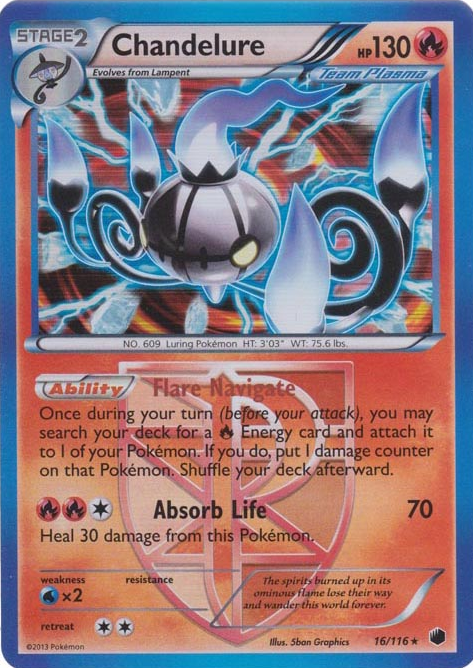 STAGE2
Chandelure
HP130
Evolves from Lampent
Team Plasma
NO. 609 Luring Pokémon HT: 3'03" WT: 75.6 lbs.
Ability Flare Navigate
Once during your turn (before your attack), you may
search your deck for a Energy card and attach it
to 1 of your Pokémon. If you do, put 1 damage counter
on that Pokémon. Shuffle your deck afterward.
Absorb Life 70
Heal 30 damage from this Pokémon.
weakness resistance
×2
retreat
The spirits burned up in its
ominous flame lose their way
and wander this world forever.
©2013 Pokémon
Illus. 5ban Graphics
16/116 ★